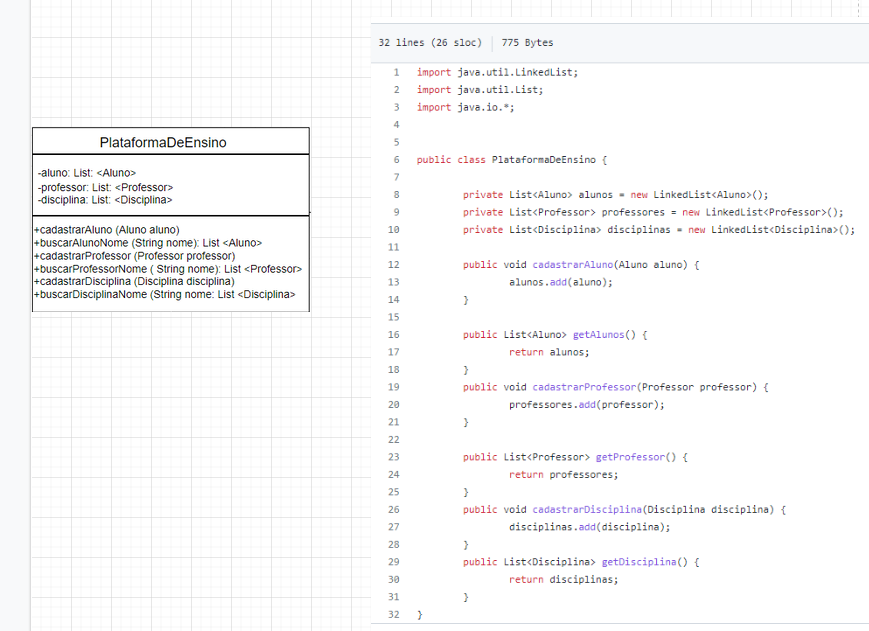 PlataformaDeEnsino
-aluno: List: <Aluno>
-professor: List: <Professor>
-disciplina: List: <Disciplina>
+cadastrarAluno (Aluno aluno)
+buscarAlunoNome (String nome): List <Aluno>
+cadastrarProfessor (Professor professor)
+buscarProfessorNome ( String nome): List <Professor>
+cadastrarDisciplina (Disciplina disciplina)
+buscarDisciplinaNome (String nome: List <Disciplina>
32 lines (26 sloc) 775 Bytes
1 import java.util.LinkedList;
2 import java.util.List;
3 import java.io.*;
4
5
6 public class PlataformaDeEnsino {
7
8 private List<Aluno> alunos = new LinkedList<Aluno>();
9 private List<Professor> professores = new LinkedList<Professor>();
10 private List<Disciplina> disciplinas = new LinkedList<Disciplina>();
11
12 public void cadastrarAluno(Aluno aluno) {
13 alunos.add(aluno);
14 }
15
16 public List<Aluno> getAlunos() {
17 return alunos;
18 }
19 public void cadastrarProfessor(Professor professor) {
20 professores.add(professor);
21 }
22
23 public List<Professor> getProfessor() {
24 return professores;
25 }
26 public void cadastrarDisciplina(Disciplina disciplina) {
27 disciplinas.add(disciplina);
28 }
29 public List<Disciplina> getDisciplina() {
30 return disciplinas;
31 }
32 }